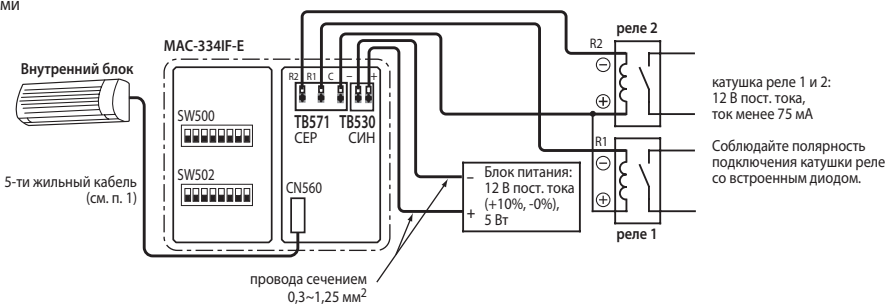 ми
MAC-334IF-E
Внутренний блок
5-ти жильный кабель
(см. п. 1)
SW500
SW502
R2 R1 C − +
TB571 TB530
СЕР СИН
CN560
провода сечением
0,3~1,25 мм2
− Блок питания:
12 В пост. тока
(+10%, -0%),
+ 5 Вт
реле 2
R2
−
+
R1
−
+
реле 1
катушка реле 1 и 2:
12 В пост. тока,
ток менее 75 мА
Соблюдайте полярность
подключения катушки реле
со встроенным диодом.